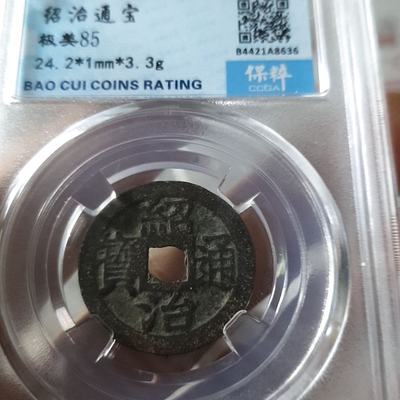 绍治通宝
极美85
24.2*1mm*3.3g
BAO CUI COINS RATING
B4421A8636
保粹
CCGA
紹治通寶